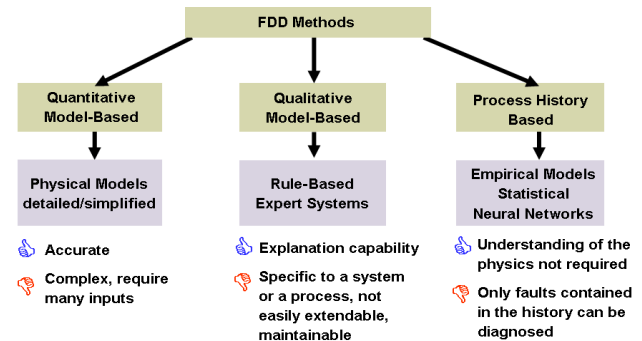 FDD Methods
Quantitative
Model-Based
Qualitative
Model-Based
Process History
Based
Physical Models
detailed/simplified
Rule-Based
Expert Systems
Empirical Models
Statistical
Neural Networks
Accurate
Complex, require
many inputs
Explanation capability
Specific to a system
or a process, not
easily extendable,
maintainable
Understanding of the
physics not required
Only faults contained
in the history can be
diagnosed